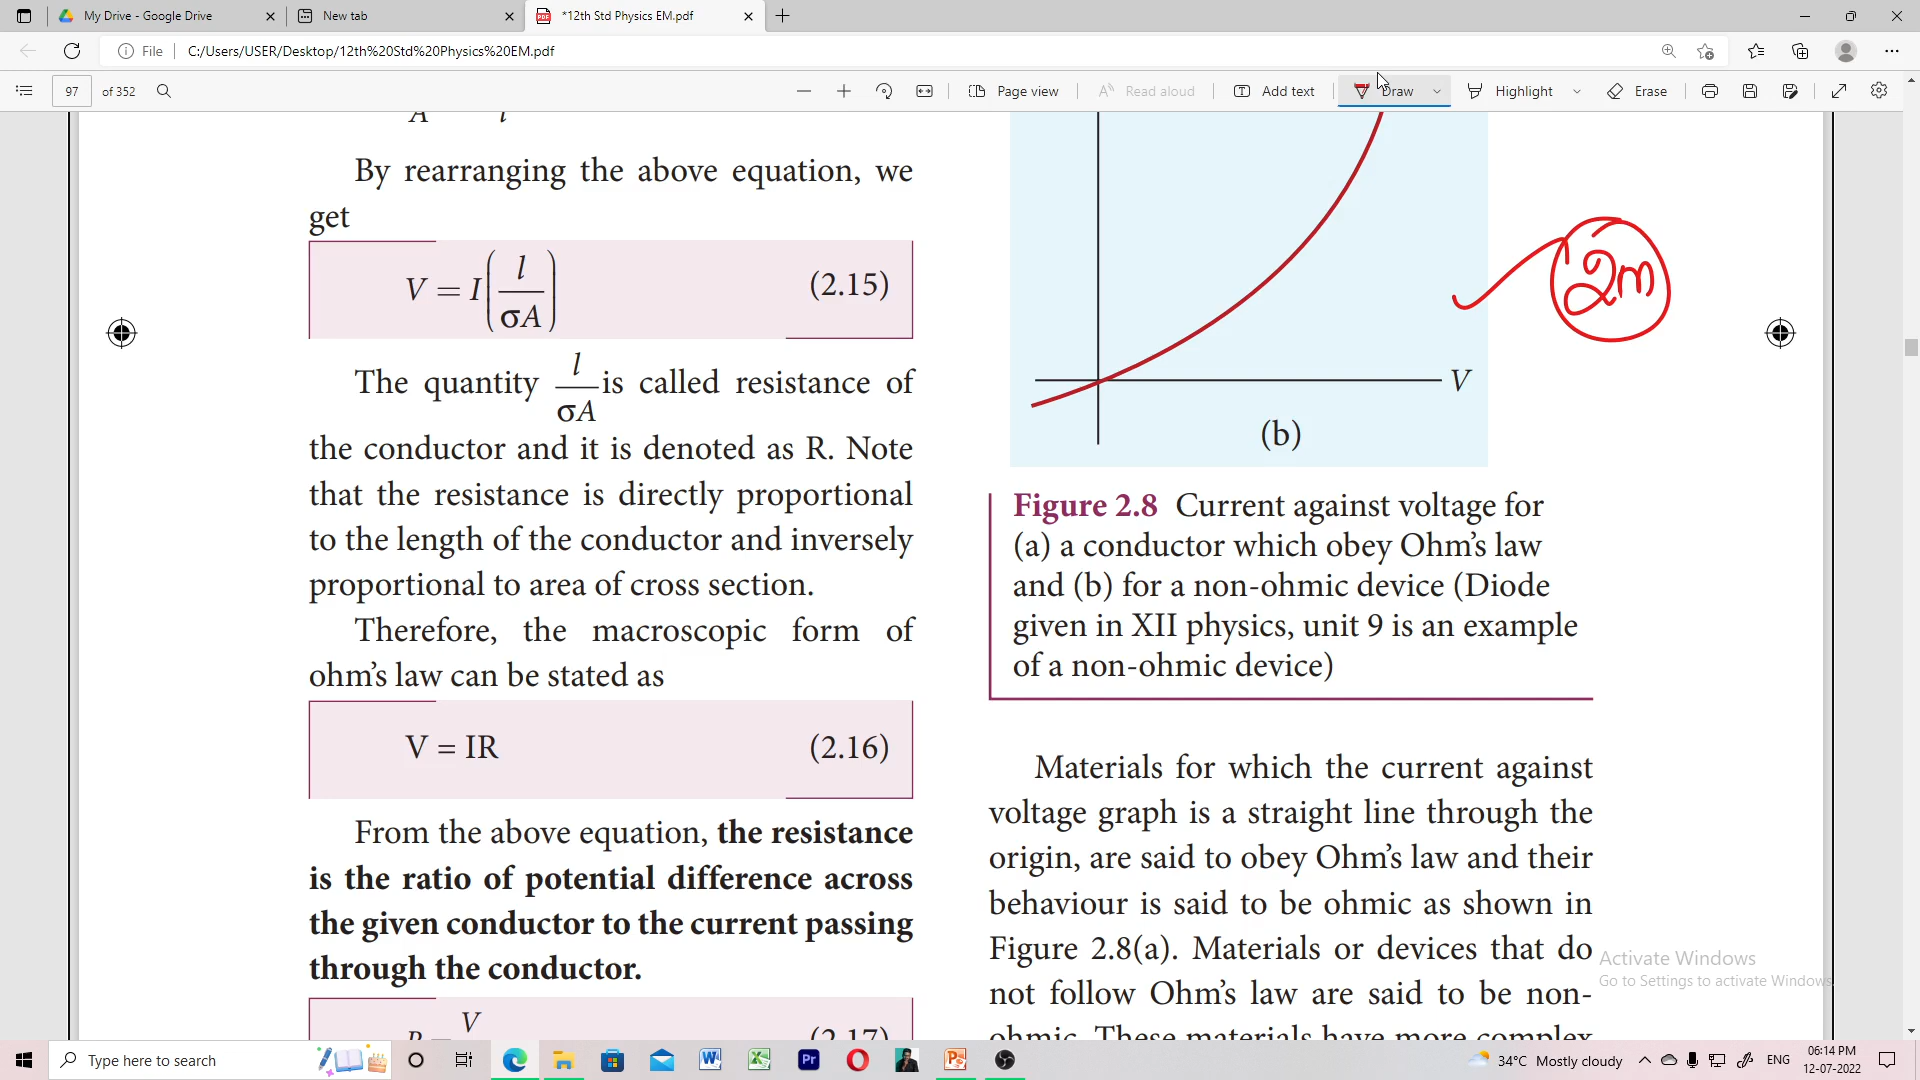 My Drive - Google Drive
New tab
*12th Std Physics EM.pdf
File
C:/Users/USER/Desktop/12th%20Std%20Physics%20EM.pdf
97 of 352
Page view
Read aloud
Add text
Draw
Highlight
Erase
A l
By rearranging the above equation, we
get
V = I(l/σA) (2.15)
The quantity l/σA is called resistance of
the conductor and it is denoted as R. Note
that the resistance is directly proportional
to the length of the conductor and inversely
proportional to area of cross section.
Therefore, the macroscopic form of
ohm's law can be stated as
V = IR (2.16)
From the above equation, the resistance
is the ratio of potential difference across
the given conductor to the current passing
through the conductor.
V (2.17)
V
(b)
2m
Figure 2.8 Current against voltage for
(a) a conductor which obey Ohm's law
and (b) for a non-ohmic device (Diode
given in XII physics, unit 9 is an example
of a non-ohmic device)
Materials for which the current against
voltage graph is a straight line through the
origin, are said to obey Ohm's law and their
behaviour is said to be ohmic as shown in
Figure 2.8(a). Materials or devices that do
not follow Ohm's law are said to be non-
ohmic. These materials have more complex
Activate Windows
Go to Settings to activate Windows.
Type here to search
34°C Mostly cloudy
ENG
06:14 PM
12-07-2022